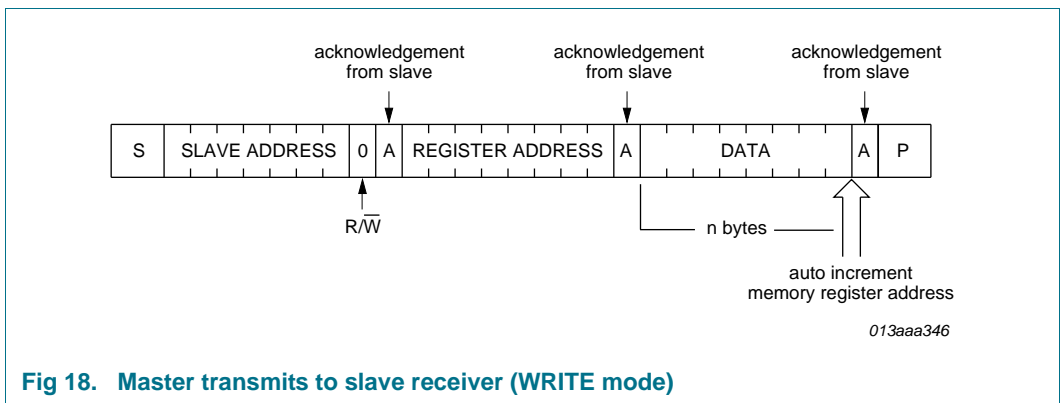 acknowledgement
from slave
acknowledgement
from slave
acknowledgement
from slave
S SLAVE ADDRESS 0 A REGISTER ADDRESS A DATA A P
R/W̅
n bytes
auto increment
memory register address
013aaa346
Fig 18. Master transmits to slave receiver (WRITE mode)